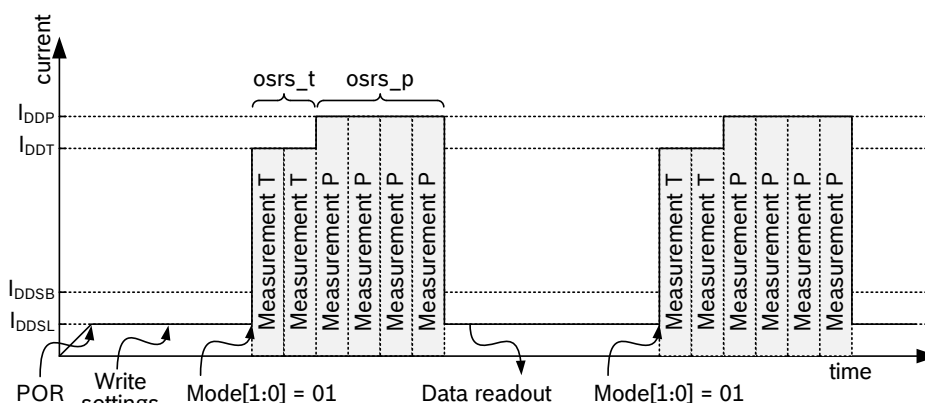 current
osrs_t
osrs_p
IDDP
IDDT
IDDSB
IDDSL
Measurement T
Measurement T
Measurement P
Measurement P
Measurement P
Measurement P
Measurement T
Measurement T
Measurement P
Measurement P
Measurement P
Measurement P
time
POR
Write
settings
Mode[1:0] = 01
Data readout
Mode[1:0] = 01